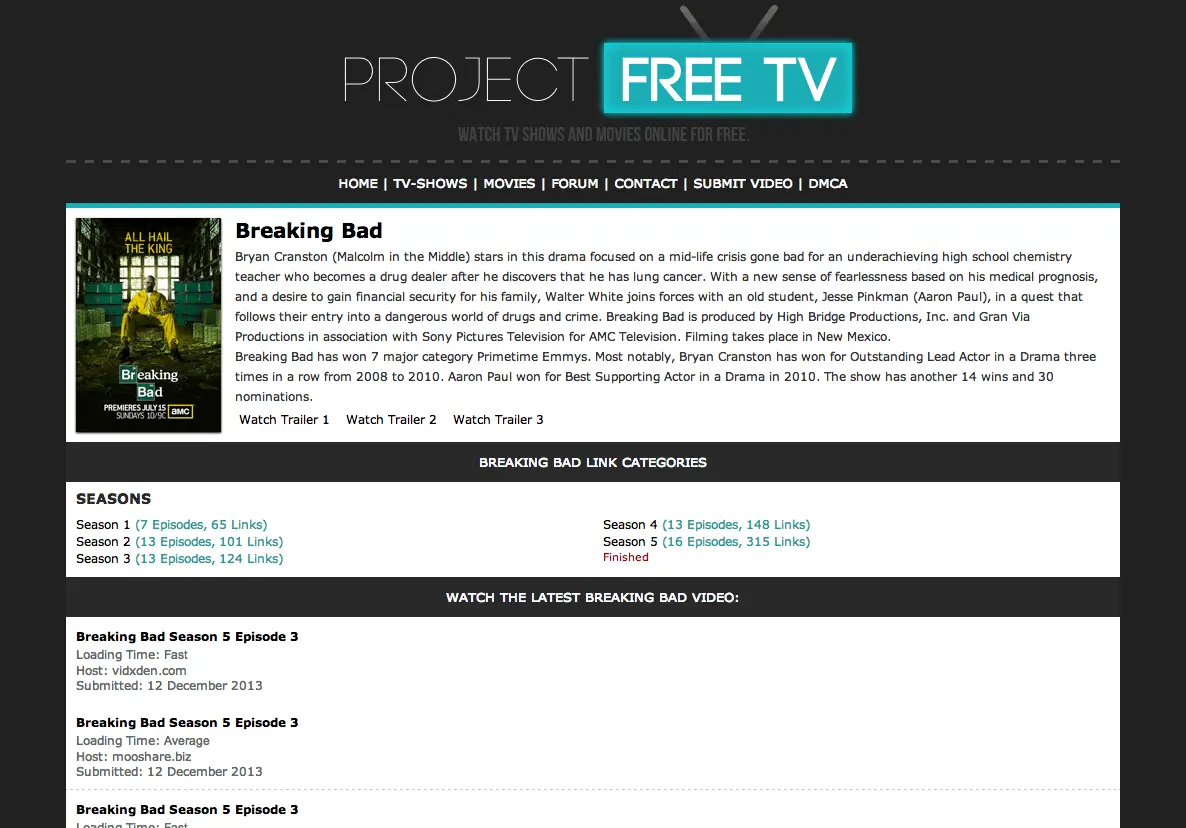 PROJECT FREE TV
WATCH TV SHOWS AND MOVIES ONLINE FOR FREE.
HOME | TV-SHOWS | MOVIES | FORUM | CONTACT | SUBMIT VIDEO | DMCA
ALL HAIL
THE KING
Breaking
Bad
PREMIERES JULY 15
SUNDAYS 10/9C amc
Breaking Bad
Bryan Cranston (Malcolm in the Middle) stars in this drama focused on a mid-life crisis gone bad for an underachieving high school chemistry
teacher who becomes a drug dealer after he discovers that he has lung cancer. With a new sense of fearlessness based on his medical prognosis,
and a desire to gain financial security for his family, Walter White joins forces with an old student, Jesse Pinkman (Aaron Paul), in a quest that
follows their entry into a dangerous world of drugs and crime. Breaking Bad is produced by High Bridge Productions, Inc. and Gran Via
Productions in association with Sony Pictures Television for AMC Television. Filming takes place in New Mexico.
Breaking Bad has won 7 major category Primetime Emmys. Most notably, Bryan Cranston has won for Outstanding Lead Actor in a Drama three
times in a row from 2008 to 2010. Aaron Paul won for Best Supporting Actor in a Drama in 2010. The show has another 14 wins and 30
nominations.
Watch Trailer 1 Watch Trailer 2 Watch Trailer 3
BREAKING BAD LINK CATEGORIES
SEASONS
Season 1 (7 Episodes, 65 Links)
Season 2 (13 Episodes, 101 Links)
Season 3 (13 Episodes, 124 Links)
Season 4 (13 Episodes, 148 Links)
Season 5 (16 Episodes, 315 Links)
Finished
WATCH THE LATEST BREAKING BAD VIDEO:
Breaking Bad Season 5 Episode 3
Loading Time: Fast
Host: vidxden.com
Submitted: 12 December 2013
Breaking Bad Season 5 Episode 3
Loading Time: Average
Host: mooshare.biz
Submitted: 12 December 2013
Breaking Bad Season 5 Episode 3
Loading Time: Fast